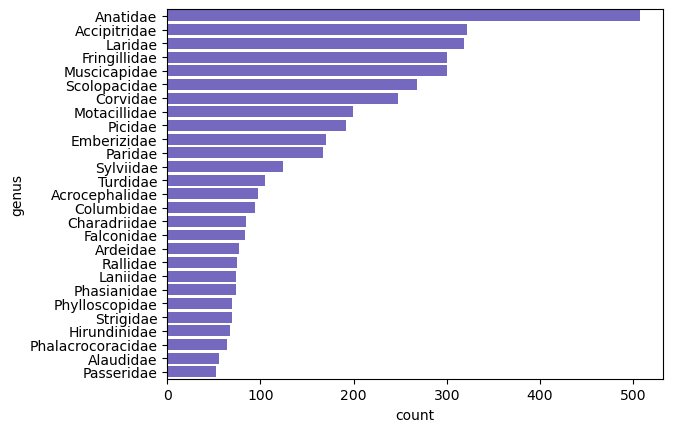 Anatidae
Accipitridae
Laridae
Fringillidae
Muscicapidae
Scolopacidae
Corvidae
Motacillidae
Picidae
Emberizidae
Paridae
Sylviidae
Turdidae
Acrocephalidae
Columbidae
Charadriidae
Falconidae
Ardeidae
Rallidae
Laniidae
Phasianidae
Phylloscopidae
Strigidae
Hirundinidae
Phalacrocoracidae
Alaudidae
Passeridae
genus
0 100 200 300 400 500
count